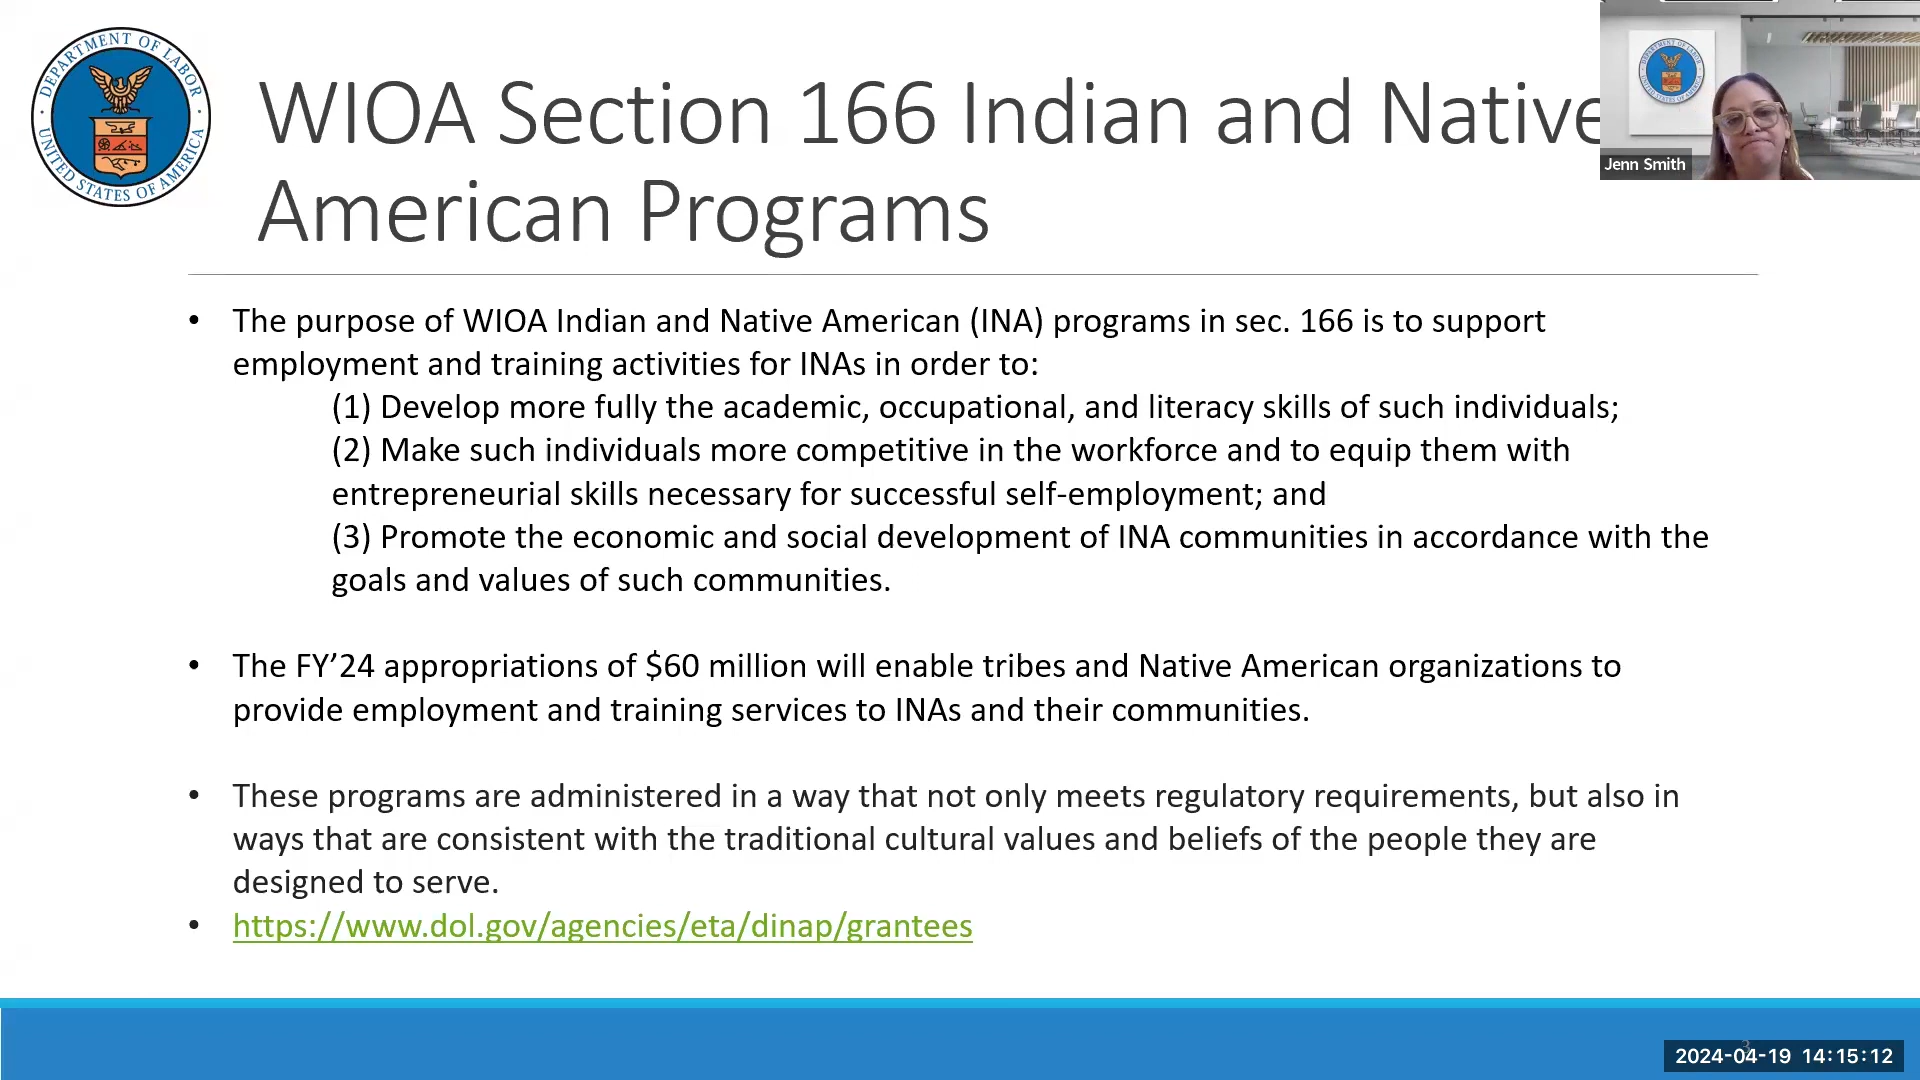 DEPARTMENT OF LABOR
UNITED STATES OF AMERICA
WIOA Section 166 Indian and Native
American Programs
Jenn Smith
• The purpose of WIOA Indian and Native American (INA) programs in sec. 166 is to support
employment and training activities for INAs in order to:
(1) Develop more fully the academic, occupational, and literacy skills of such individuals;
(2) Make such individuals more competitive in the workforce and to equip them with
entrepreneurial skills necessary for successful self-employment; and
(3) Promote the economic and social development of INA communities in accordance with the
goals and values of such communities.
• The FY’24 appropriations of $60 million will enable tribes and Native American organizations to
provide employment and training services to INAs and their communities.
• These programs are administered in a way that not only meets regulatory requirements, but also in
ways that are consistent with the traditional cultural values and beliefs of the people they are
designed to serve.
• https://www.dol.gov/agencies/eta/dinap/grantees
3
2024-04-19 14:15:12